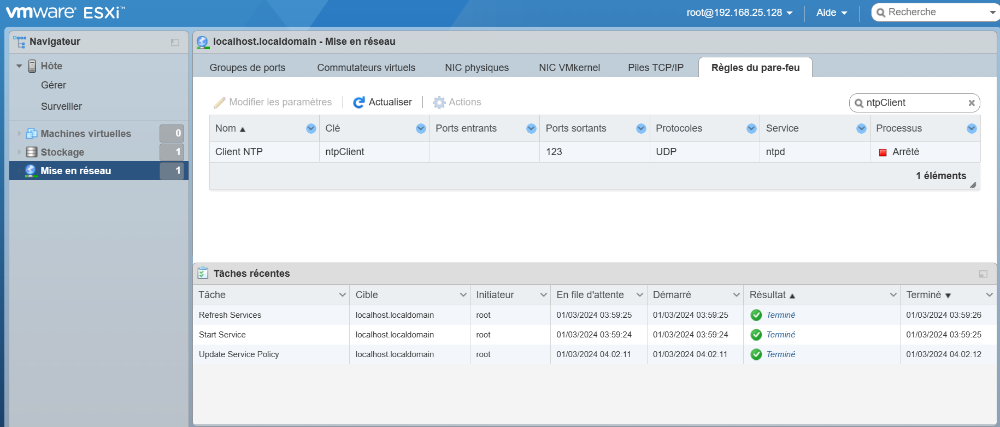 vmware® ESXi™
root@192.168.25.128
Aide
Recherche
Navigateur
Hôte
Gérer
Surveiller
Machines virtuelles 0
Stockage 1
Mise en réseau 1
localhost.localdomain - Mise en réseau
Groupes de ports Commutateurs virtuels NIC physiques NIC VMkernel Piles TCP/IP Règles du pare-feu
Modifier les paramètres Actualiser Actions ntpClient
Nom Clé Ports entrants Ports sortants Protocoles Service Processus
Client NTP ntpClient 123 UDP ntpd Arrêté
1 éléments
Tâches récentes
Tâche Cible Initiateur En file d'attente Démarré Résultat Terminé
Refresh Services localhost.localdomain root 01/03/2024 03:59:25 01/03/2024 03:59:25 Terminé 01/03/2024 03:59:26
Start Service localhost.localdomain root 01/03/2024 03:59:24 01/03/2024 03:59:24 Terminé 01/03/2024 03:59:25
Update Service Policy localhost.localdomain root 01/03/2024 04:02:11 01/03/2024 04:02:11 Terminé 01/03/2024 04:02:12